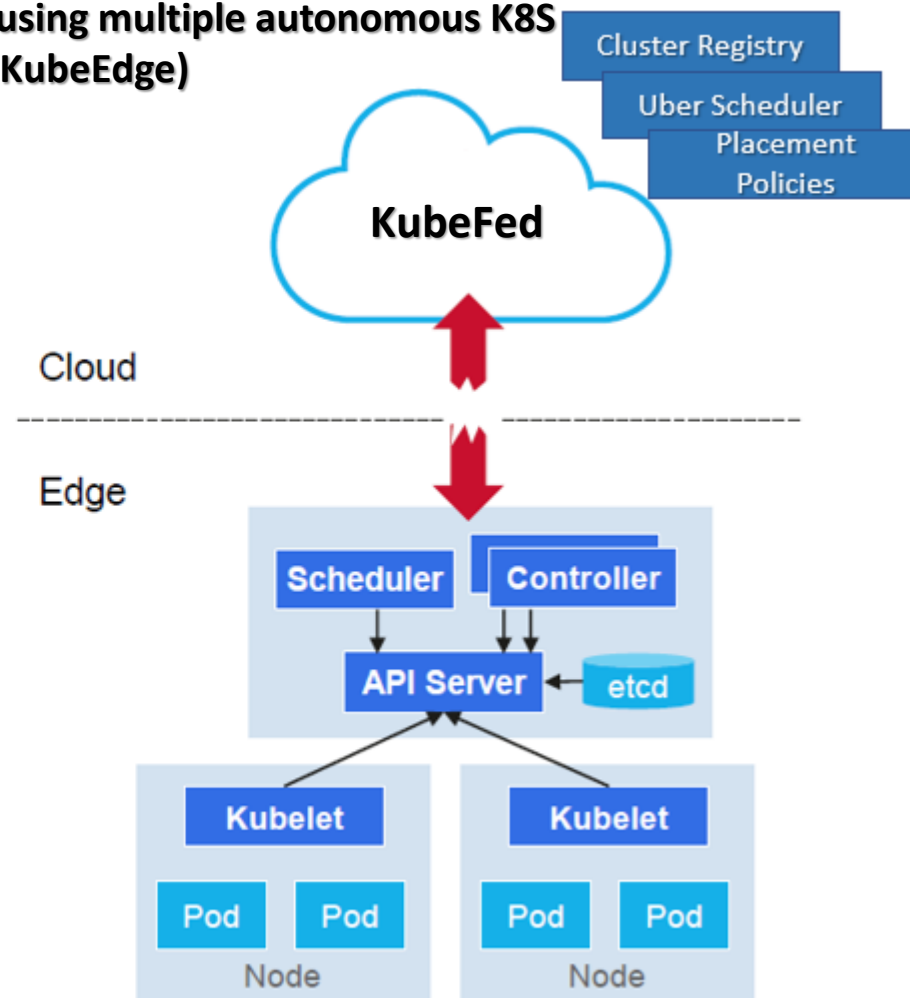 using multiple autonomous K8S
KubeEdge)
Cluster Registry
Uber Scheduler
Placement
Policies
KubeFed
Cloud
Edge
Scheduler
Controller
API Server
etcd
Kubelet
Kubelet
Pod
Pod
Pod
Pod
Node
Node